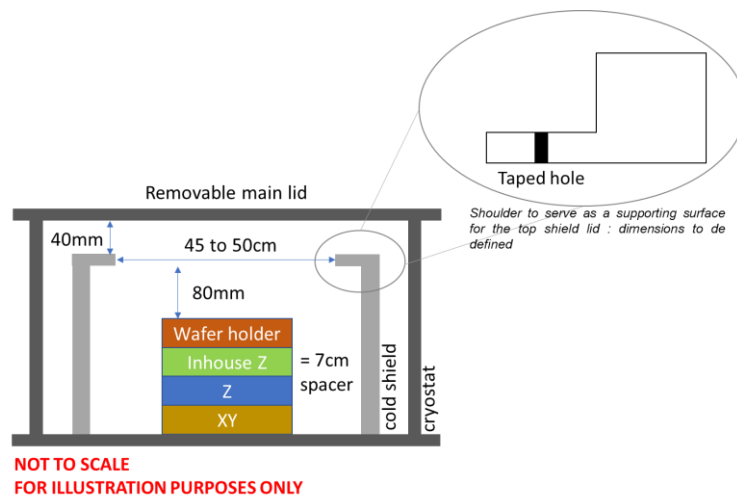 Taped hole
Removable main lid
Shoulder to serve as a supporting surface
for the top shield lid : dimensions to de
defined
40mm
45 to 50cm
80mm
Wafer holder
Inhouse Z
= 7cm
spacer
Z
XY
cold shield
cryostat
NOT TO SCALE
FOR ILLUSTRATION PURPOSES ONLY